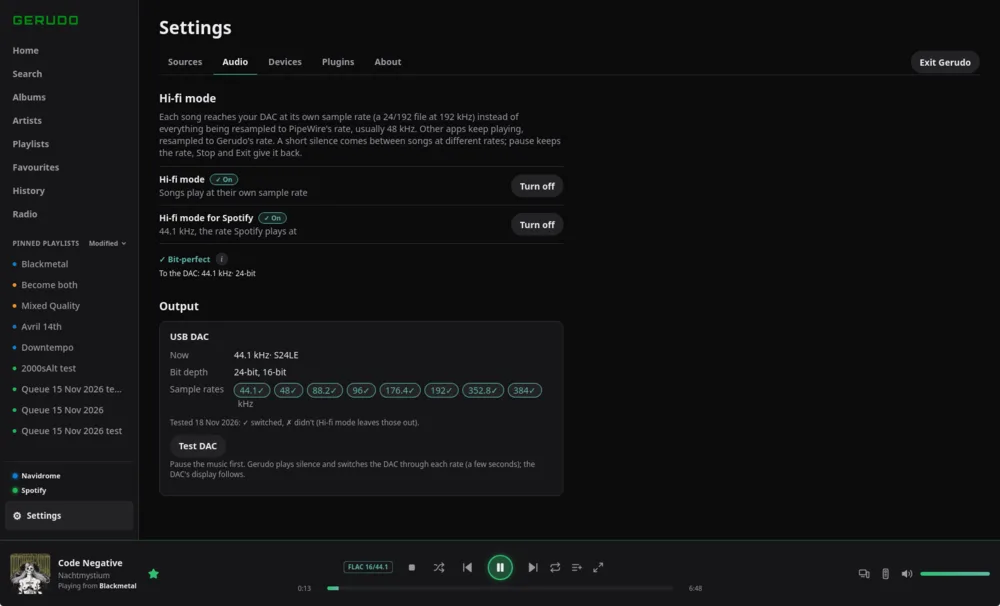 GERUDO
Home
Search
Albums
Artists
Playlists
Favourites
History
Radio
PINNED PLAYLISTS Modified
Blackmetal
Become both
Mixed Quality
Avril 14th
Downtempo
2000sAlt test
Queue 15 Nov 2026 te...
Queue 15 Nov 2026
Queue 15 Nov 2026 test
Navidrome
Spotify
Settings
Settings
Sources Audio Devices Plugins About
Exit Gerudo
Hi-fi mode
Each song reaches your DAC at its own sample rate (a 24/192 file at 192 kHz) instead of
everything being resampled to PipeWire's rate, usually 48 kHz. Other apps keep playing,
resampled to Gerudo's rate. A short silence comes between songs at different rates; pause keeps
the rate, Stop and Exit give it back.
Hi-fi mode ✓ On
Songs play at their own sample rate
Turn off
Hi-fi mode for Spotify ✓ On
44.1 kHz, the rate Spotify plays at
Turn off
✓ Bit-perfect i
To the DAC: 44.1 kHz· 24-bit
Output
USB DAC
Now 44.1 kHz· S24LE
Bit depth 24-bit, 16-bit
Sample rates 44.1✓ 48✓ 88.2✓ 96✓ 176.4✓ 192✓ 352.8✓ 384✓
kHz
Tested 18 Nov 2026: ✓ switched, ✗ didn't (Hi-fi mode leaves those out).
Test DAC
Pause the music first. Gerudo plays silence and switches the DAC through each rate (a few seconds); the
DAC's display follows.
Code Negative
Nachtmystium
Playing from Blackmetal
FLAC 16/44.1
0:13
6:48